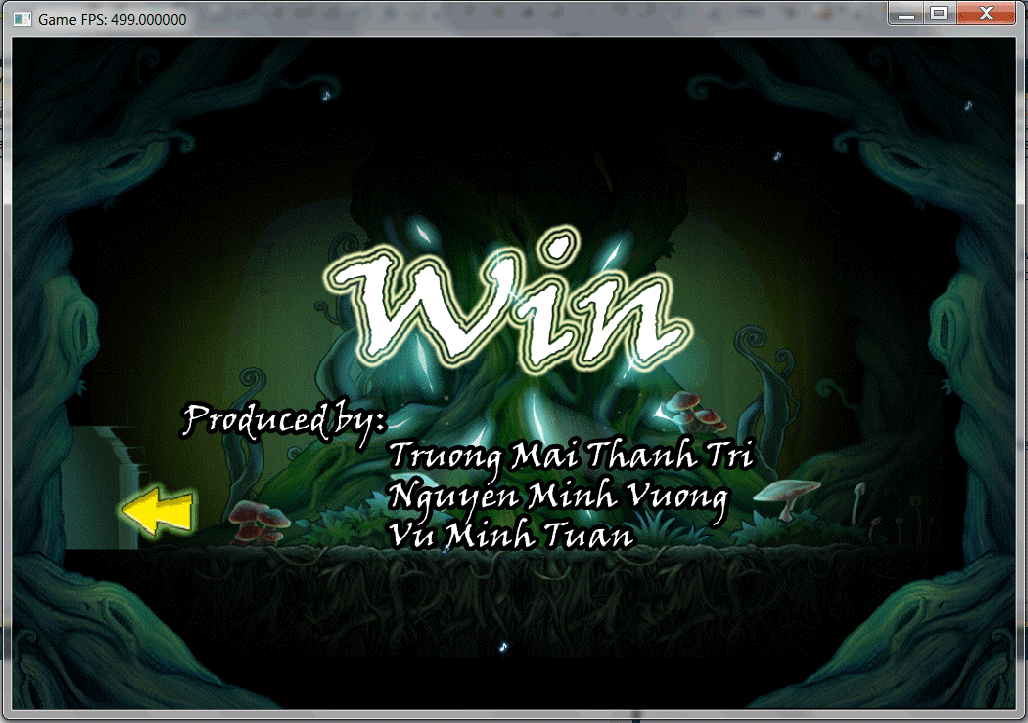 Game FPS: 499.000000
Win
Produced by:
Truong Mai Thanh Tri
Nguyen Minh Vuong
Vu Minh Tuan